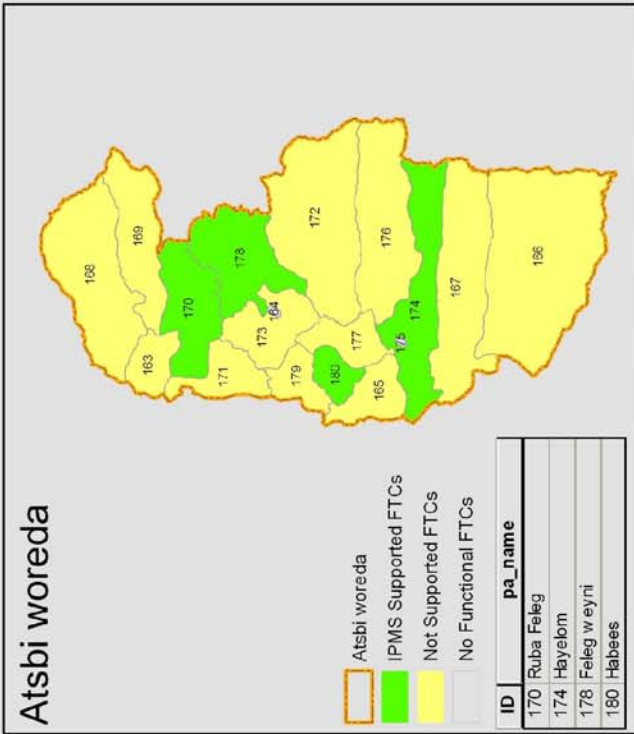 Atsbi woreda
168
169
163
170
178
171
164
173
172
179
177
176
180
175
174
165
167
166
Atsbi woreda
IPMS Supported FTCs
Not Supported FTCs
No Functional FTCs
ID pa_name
170 Ruba Feleg
174 Hayelom
178 Feleg weyni
180 Habees